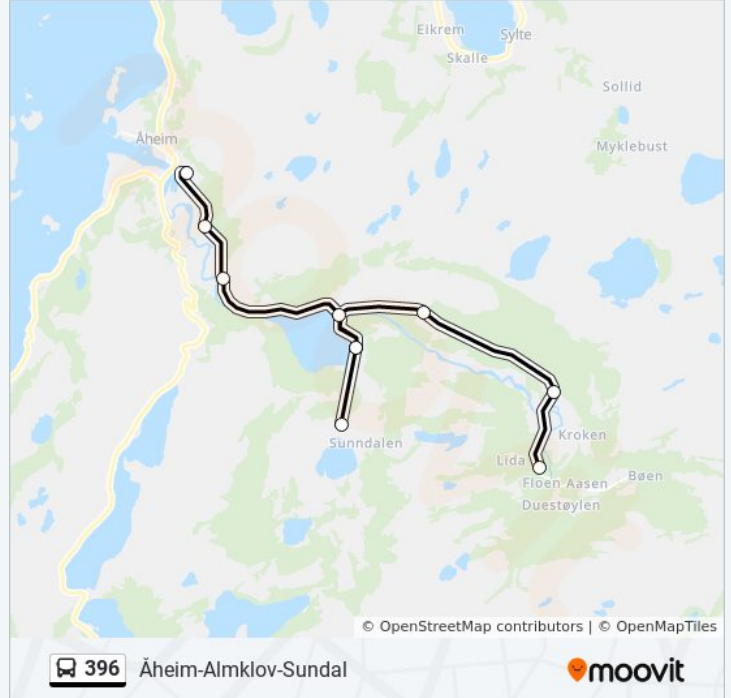 Eikrem
Sylte
Skalle
Sollid
Åheim
Myklebust
Sunndalen
Kroken
Lida
Bøen
Fløen Aasen
Duestøylen
© OpenStreetMap contributors | © OpenMapTiles
396 Åheim-Almklov-Sundal
moovit